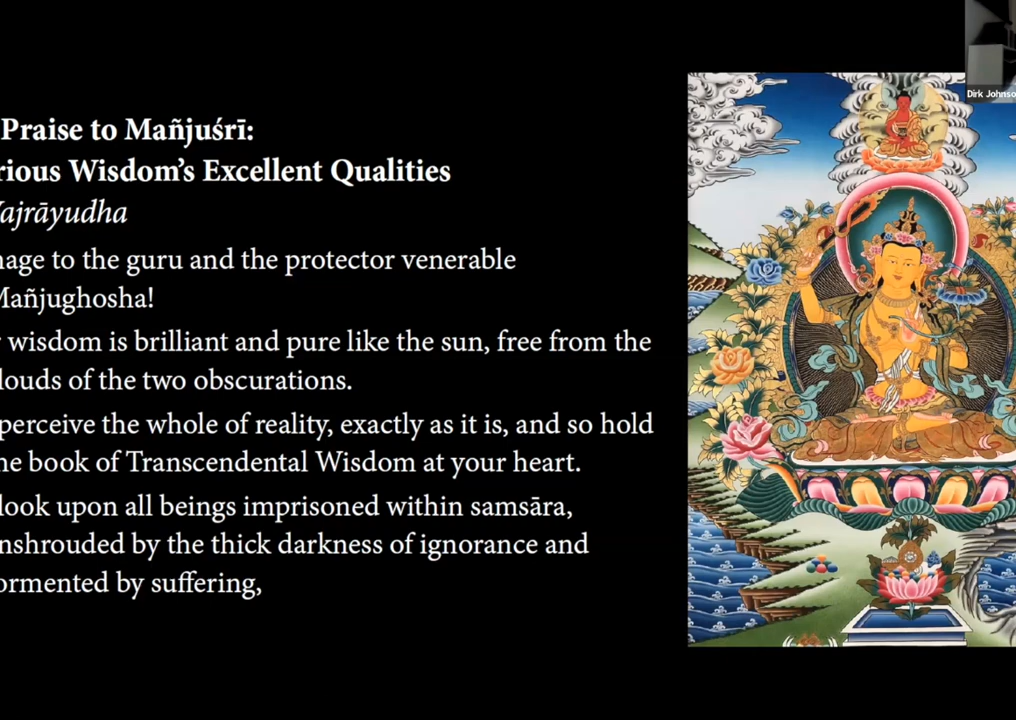 Praise to Mañjuśrī:
rious Wisdom's Excellent Qualities
Vajrāyudha
nage to the guru and the protector venerable
Mañjughosha!
r wisdom is brilliant and pure like the sun, free from the
louds of the two obscurations.
perceive the whole of reality, exactly as it is, and so hold
he book of Transcendental Wisdom at your heart.
look upon all beings imprisoned within samsāra,
nshrouded by the thick darkness of ignorance and
ormented by suffering,
Dirk Johnso